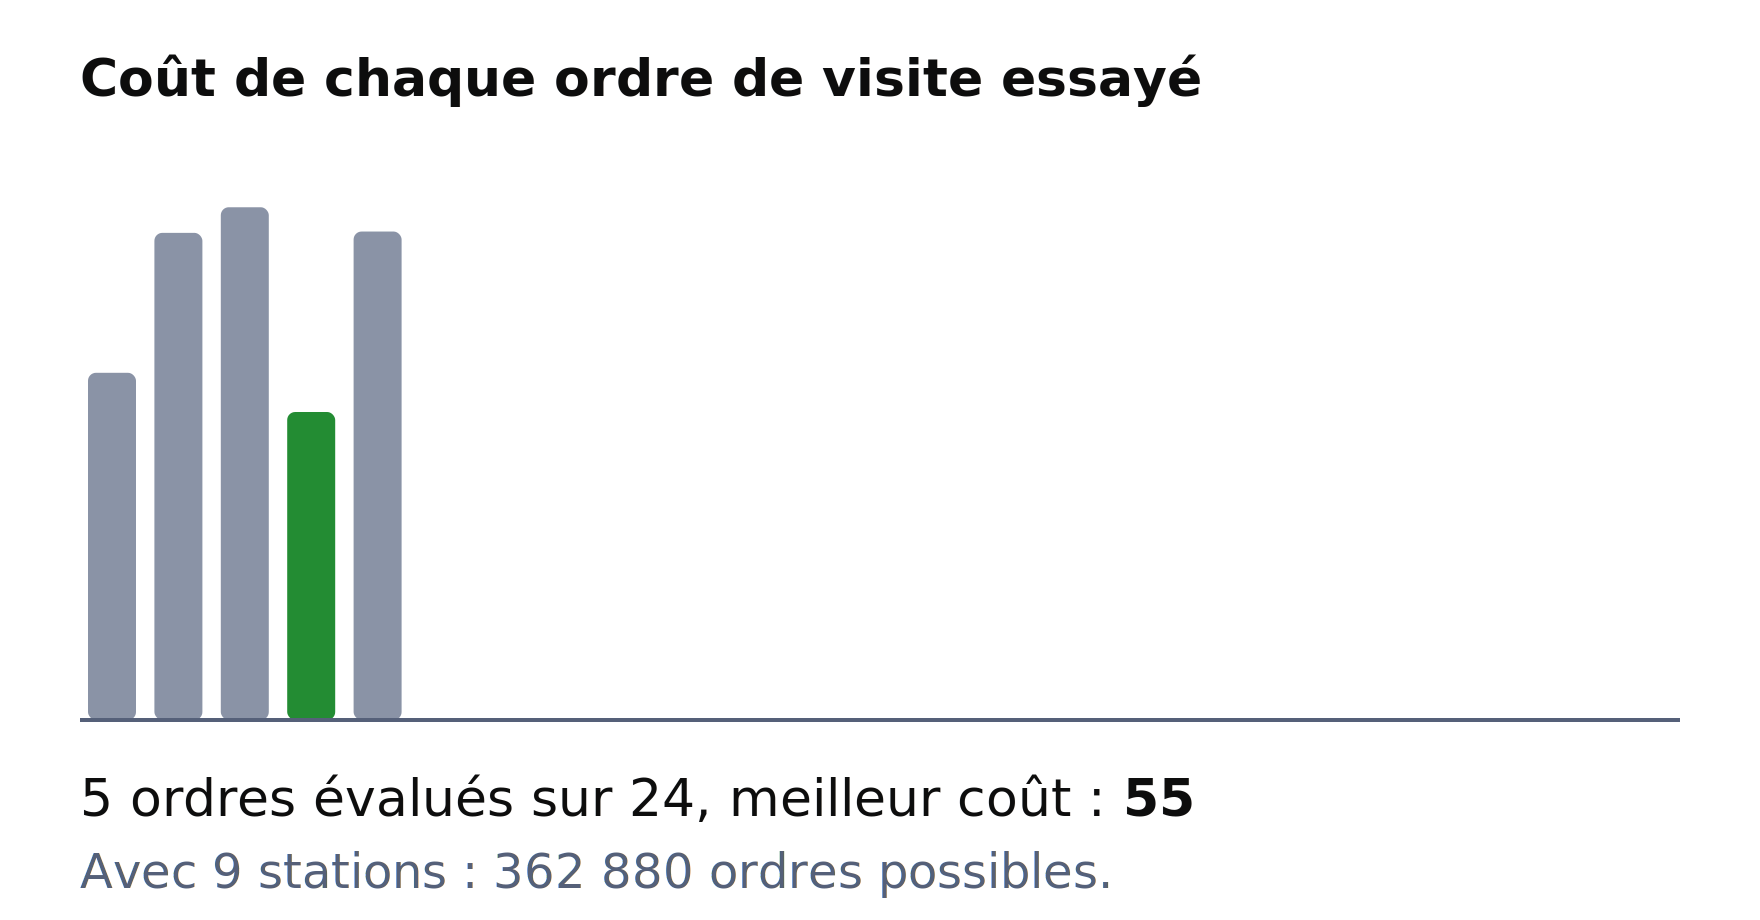 Coût de chaque ordre de visite essayé
5 ordres évalués sur 24, meilleur coût : 55
Avec 9 stations : 362 880 ordres possibles.